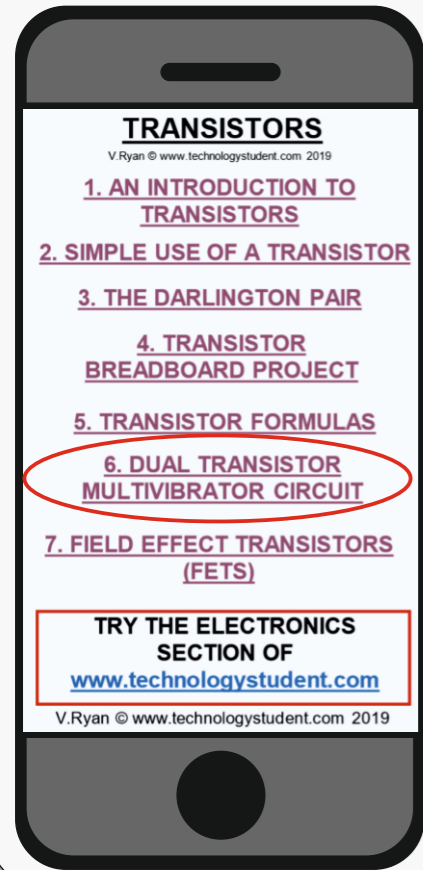 TRANSISTORS
V.Ryan © www.technologystudent.com 2019
1. AN INTRODUCTION TO
TRANSISTORS
2. SIMPLE USE OF A TRANSISTOR
3. THE DARLINGTON PAIR
4. TRANSISTOR
BREADBOARD PROJECT
5. TRANSISTOR FORMULAS
6. DUAL TRANSISTOR
MULTIVIBRATOR CIRCUIT
7. FIELD EFFECT TRANSISTORS
(FETS)
TRY THE ELECTRONICS
SECTION OF
www.technologystudent.com
V.Ryan © www.technologystudent.com 2019